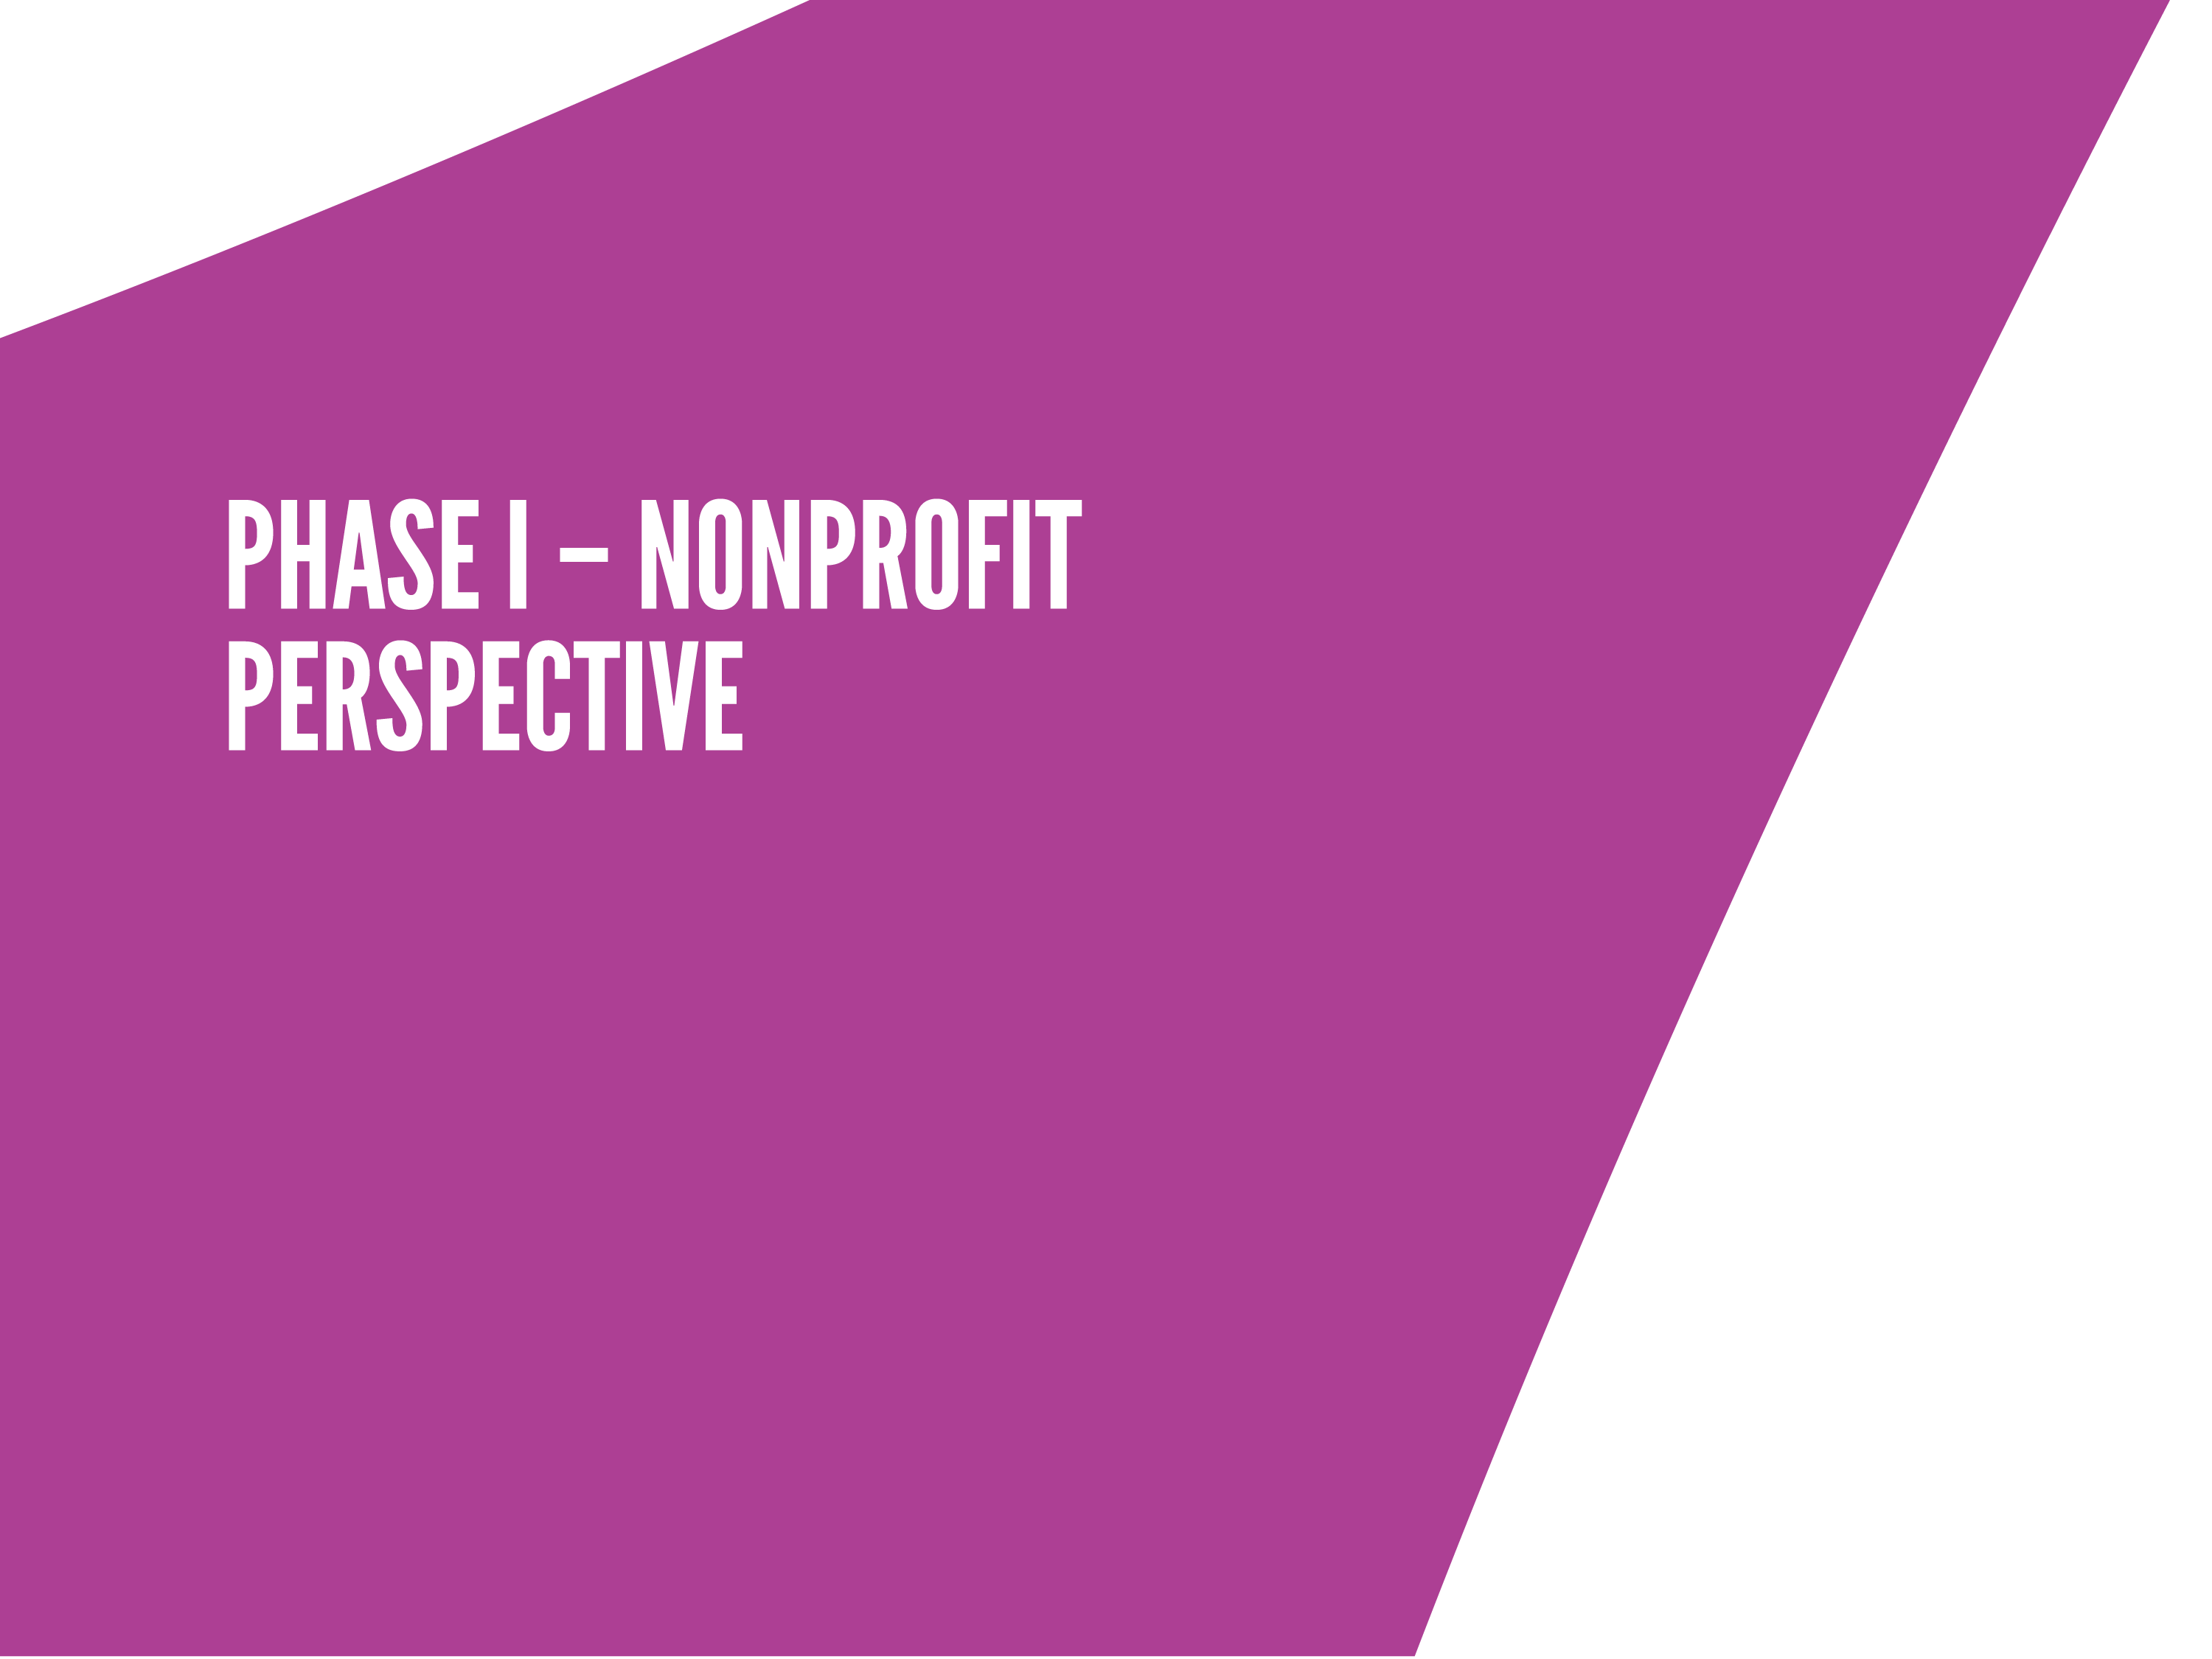 PHASE I – NONPROFIT
PERSPECTIVE